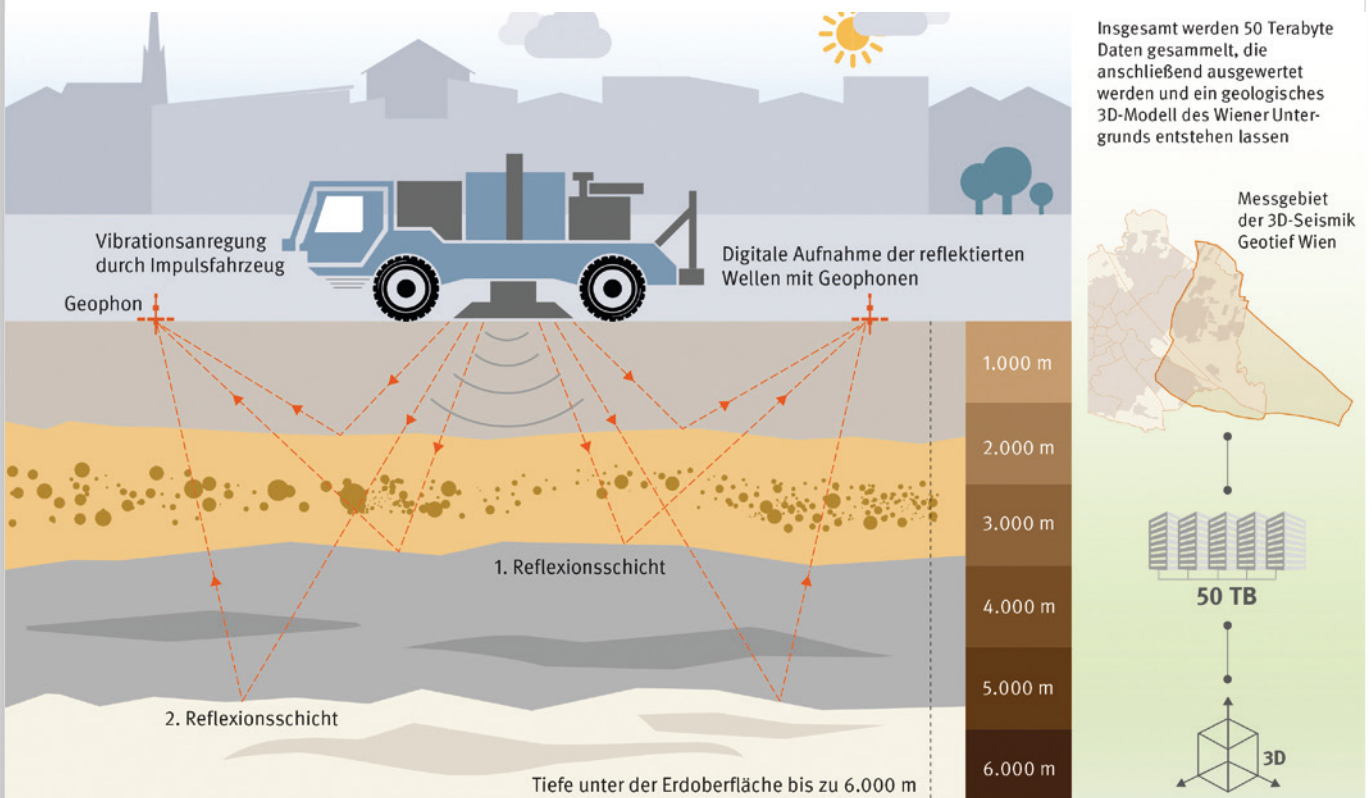 Insgesamt werden 50 Terabyte
Daten gesammelt, die
anschließend ausgewertet
werden und ein geologisches
3D-Modell des Wiener Unter-
grunds entstehen lassen
Messgebiet
der 3D-Seismik
Geotief Wien
Vibrationsanregung
durch Impulsfahrzeug
Digitale Aufnahme der reflektierten
Wellen mit Geophonen
Geophon
1.000 m
2.000 m
3.000 m
1. Reflexionsschicht
4.000 m
50 TB
5.000 m
2. Reflexionsschicht
3D
6.000 m
Tiefe unter der Erdoberfläche bis zu 6.000 m